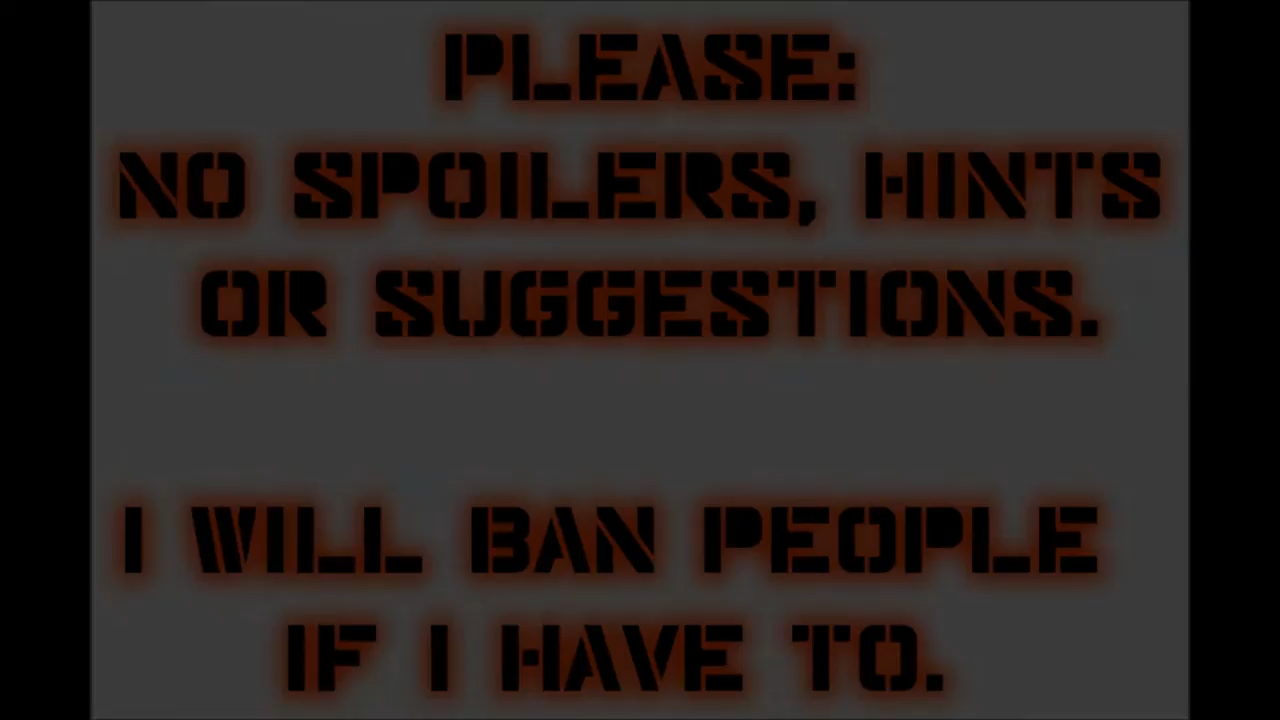 PLEASE:
NO SPOILERS, HINTS
OR SUGGESTIONS.
I WILL BAN PEOPLE
IF I HAVE TO.